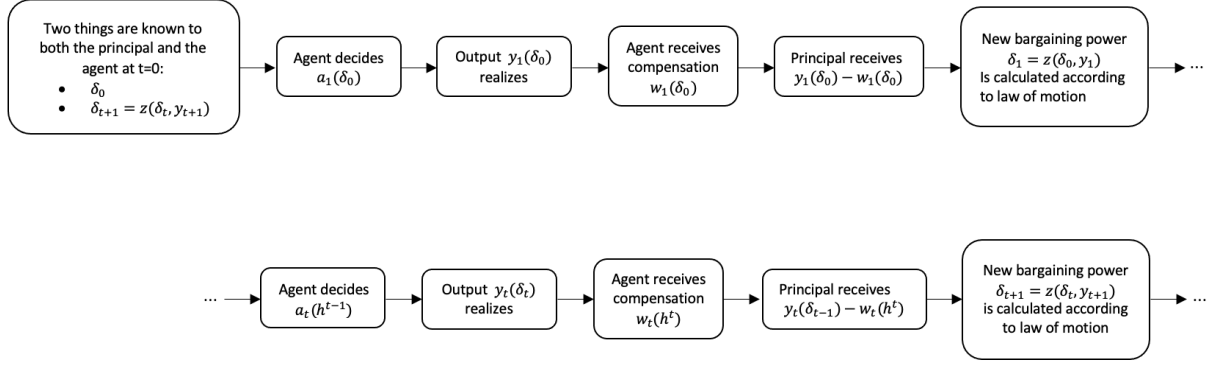 Two things are known to
both the principal and the
agent at t=0:
• δ₀
• δₜ₊₁ = z(δₜ, yₜ₊₁)
Agent decides
a₁(δ₀)
Output y₁(δ₀)
realizes
Agent receives
compensation
w₁(δ₀)
Principal receives
y₁(δ₀) − w₁(δ₀)
New bargaining power
δ₁ = z(δ₀, y₁)
Is calculated according
to law of motion
...
...
Agent decides
aₜ(hᵗ⁻¹)
Output yₜ(δₜ)
realizes
Agent receives
compensation
wₜ(hᵗ)
Principal receives
yₜ(δₜ₋₁) − wₜ(hᵗ)
New bargaining power
δₜ₊₁ = z(δₜ, yₜ₊₁)
is calculated according
to law of motion
...